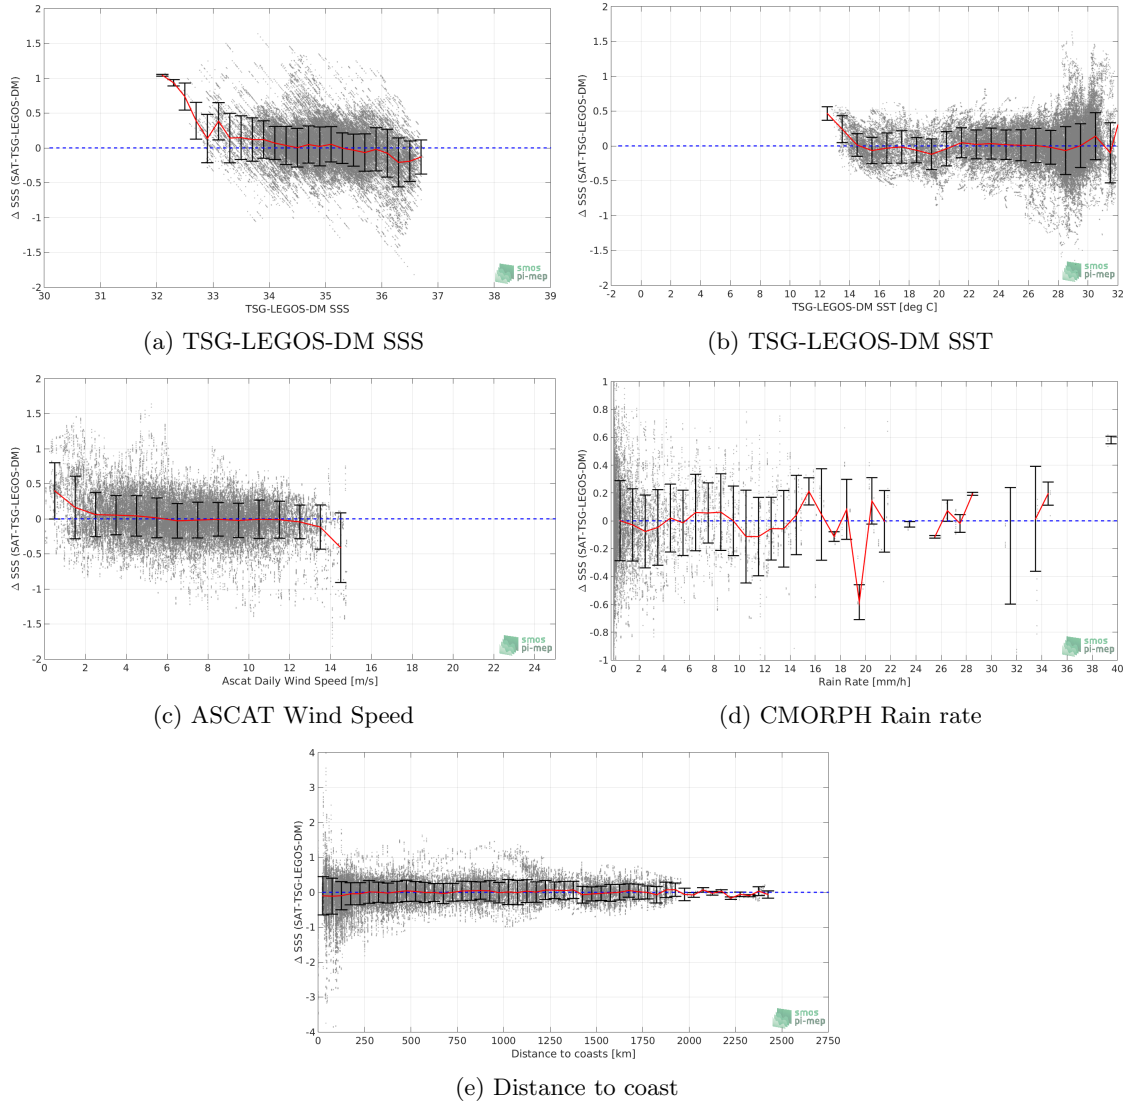 2
1.5
1
0.5
0
-0.5
-1
-1.5
-2
Δ SSS (SAT-TSG-LEGOS-DM)
30 31 32 33 34 35 36 37 38 39
TSG-LEGOS-DM SSS
smos
pi-mep
(a) TSG-LEGOS-DM SSS
2
1.5
1
0.5
0
-0.5
-1
-1.5
-2
Δ SSS (SAT-TSG-LEGOS-DM)
-2 0 2 4 6 8 10 12 14 16 18 20 22 24 26 28 30 32
TSG-LEGOS-DM SST [deg C]
smos
pi-mep
(b) TSG-LEGOS-DM SST
2
1.5
1
0.5
0
-0.5
-1
-1.5
-2
Δ SSS (SAT-TSG-LEGOS-DM)
0 2 4 6 8 10 12 14 16 18 20 22 24
Ascat Daily Wind Speed [m/s]
smos
pi-mep
(c) ASCAT Wind Speed
1
0.8
0.6
0.4
0.2
0
-0.2
-0.4
-0.6
-0.8
-1
Δ SSS (SAT-TSG-LEGOS-DM)
0 2 4 6 8 10 12 14 16 18 20 22 24 26 28 30 32 34 36 38 40
Rain Rate [mm/h]
smos
pi-mep
(d) CMORPH Rain rate
4
3
2
1
0
-1
-2
-3
-4
Δ SSS (SAT-TSG-LEGOS-DM)
0 250 500 750 1000 1250 1500 1750 2000 2250 2500 2750
Distance to coasts [km]
smos
pi-mep
(e) Distance to coast